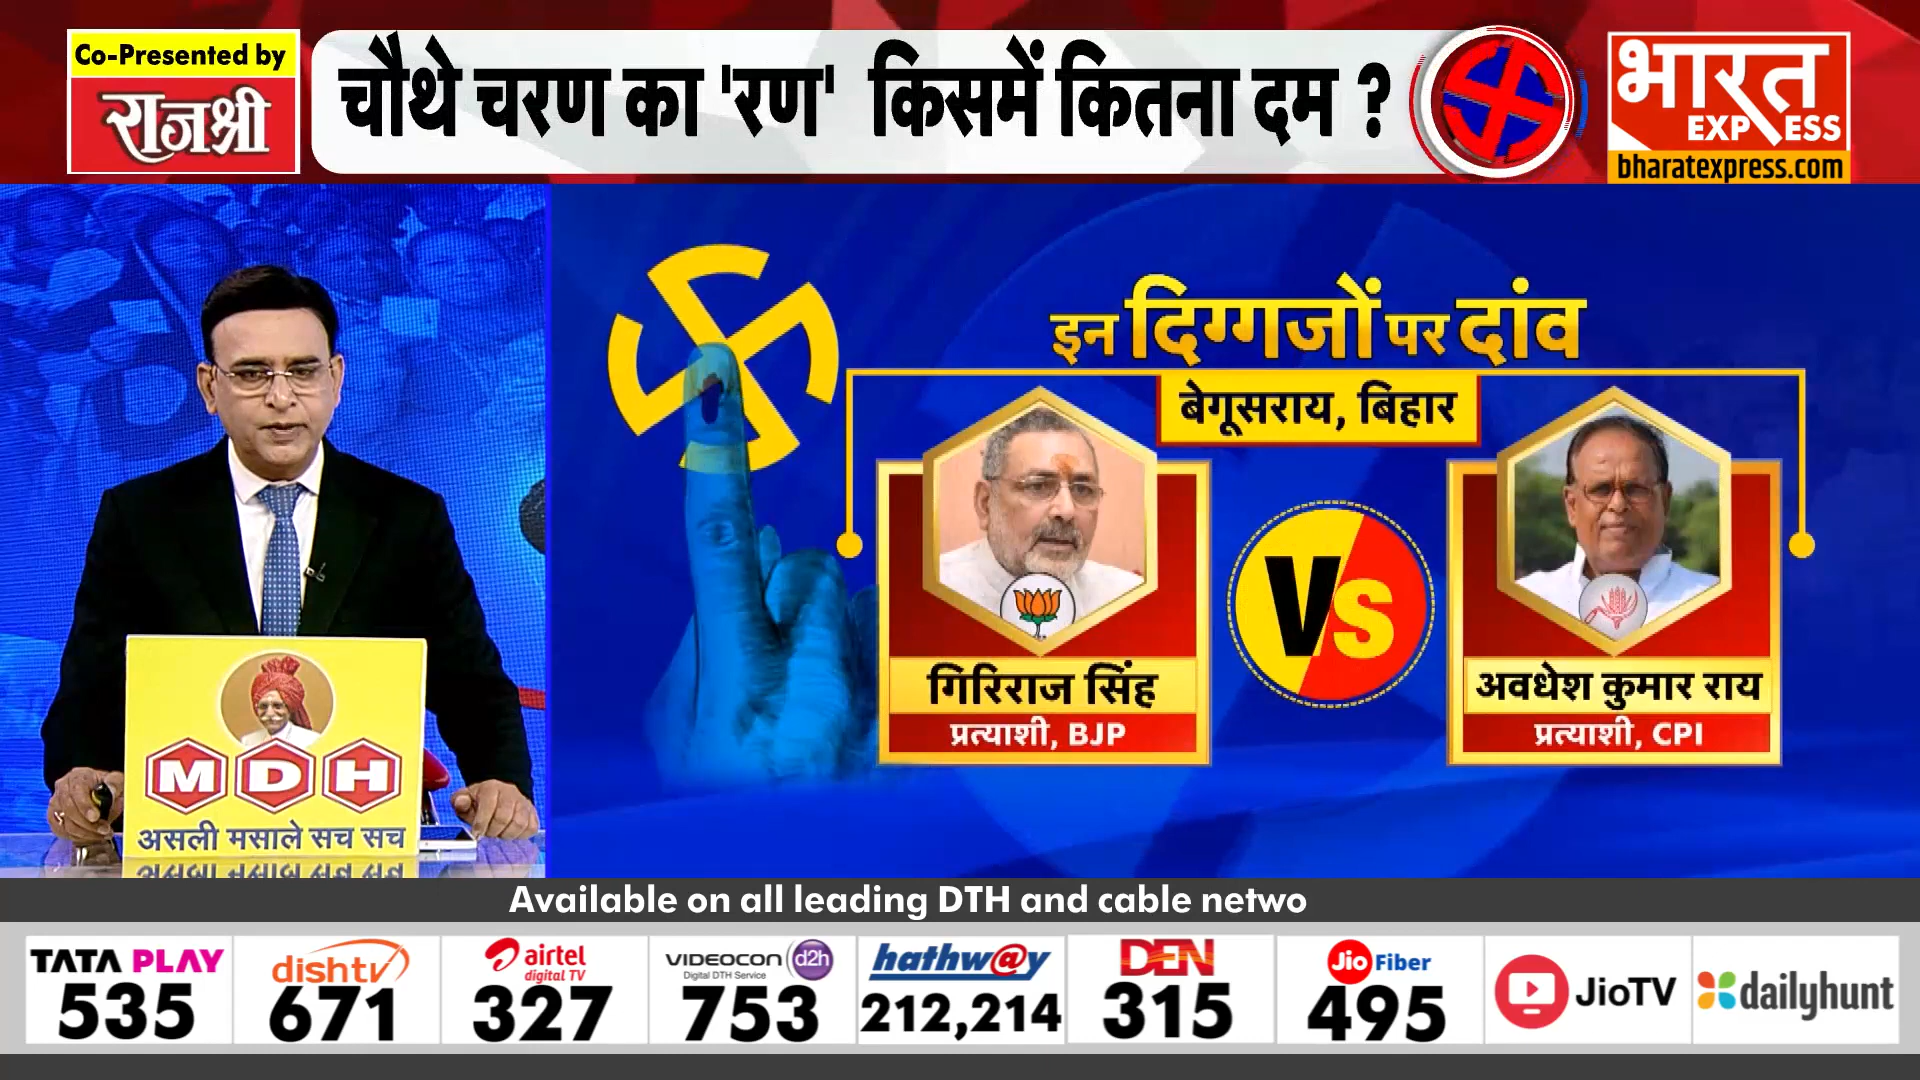 Co-Presented by
राजश्री
चौथे चरण का 'रण' किसमें कितना दम ?
भारत
EXPRESS
bharatexpress.com
इन दिग्गजों पर दांव
बेगूसराय, बिहार
VS
गिरिराज सिंह
प्रत्याशी, BJP
अवधेश कुमार राय
प्रत्याशी, CPI
MDH
असली मसाले सच सच
Available on all leading DTH and cable netwo
TATA PLAY
535
dishtv
671
airtel
digital TV
327
VIDEOCON d2h
Digital DTH Service
753
hathw@y
212,214
DEN
315
Jio Fiber
495
JioTV
dailyhunt